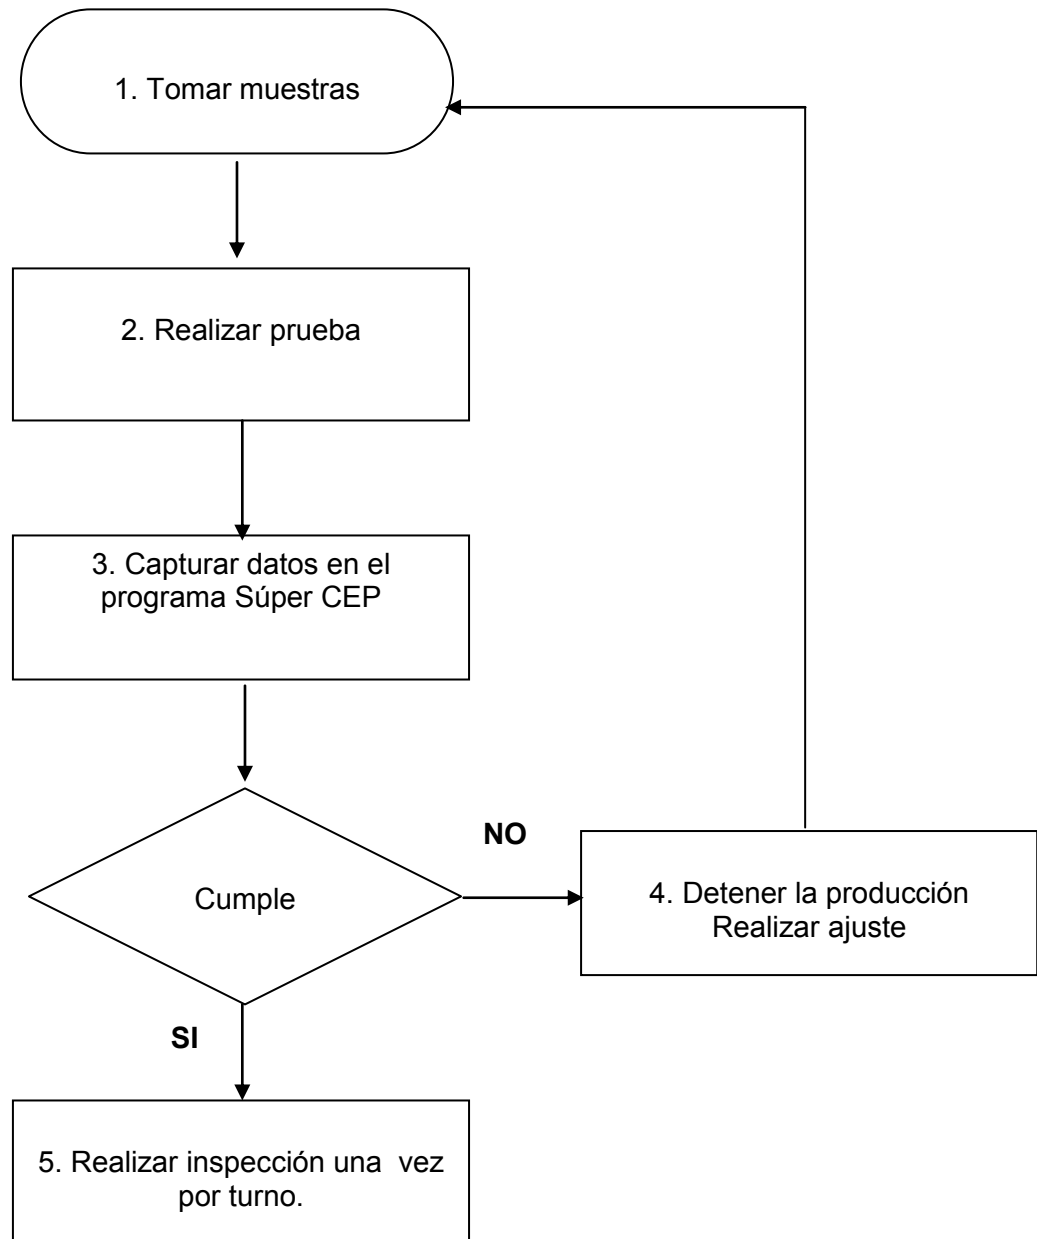 1. Tomar muestras
2. Realizar prueba
3. Capturar datos en el
programa Súper CEP
NO
Cumple
4. Detener la producción
Realizar ajuste
SI
5. Realizar inspección una  vez
por turno.